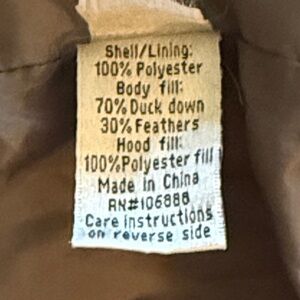 Shell/Lining:
100% Polyester
Body fill:
70% Duck down
30% Feathers
Hood fill:
100% Polyester fill
Made in China
RN#106888
Care instructions
on reverse side